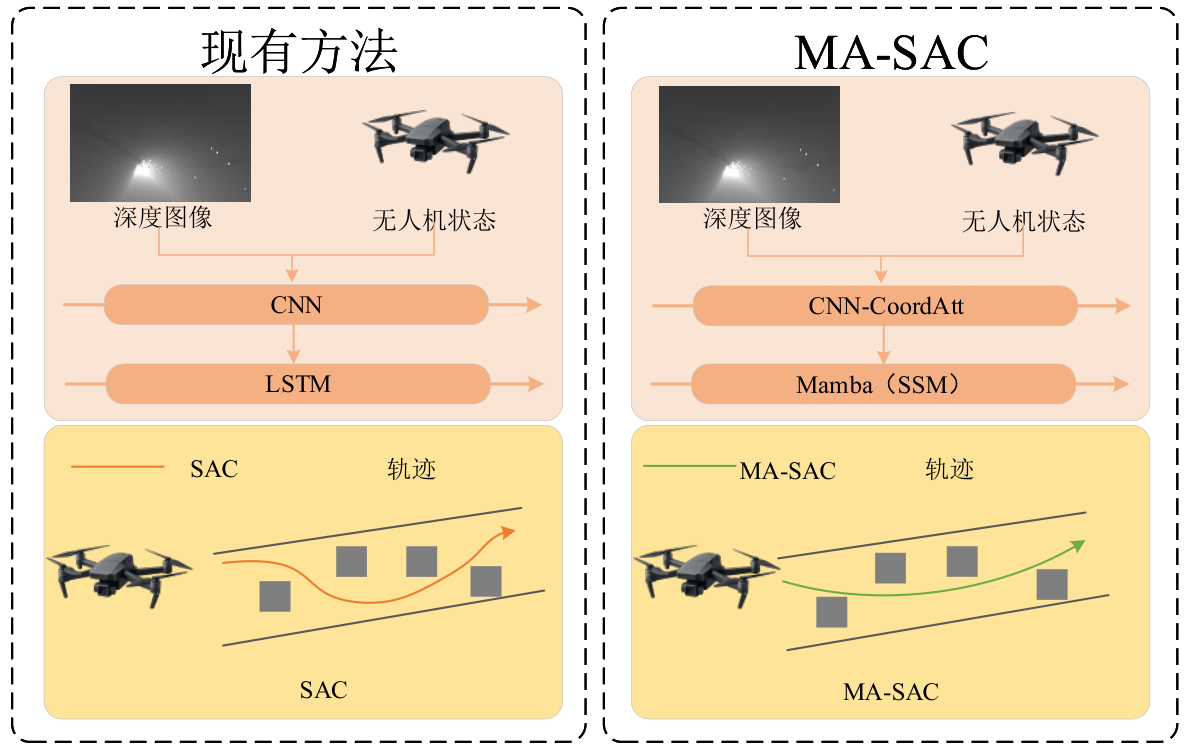 现有方法
深度图像
无人机状态
CNN
LSTM
SAC
轨迹
SAC
MA-SAC
深度图像
无人机状态
CNN-CoordAtt
Mamba（SSM）
MA-SAC
轨迹
MA-SAC